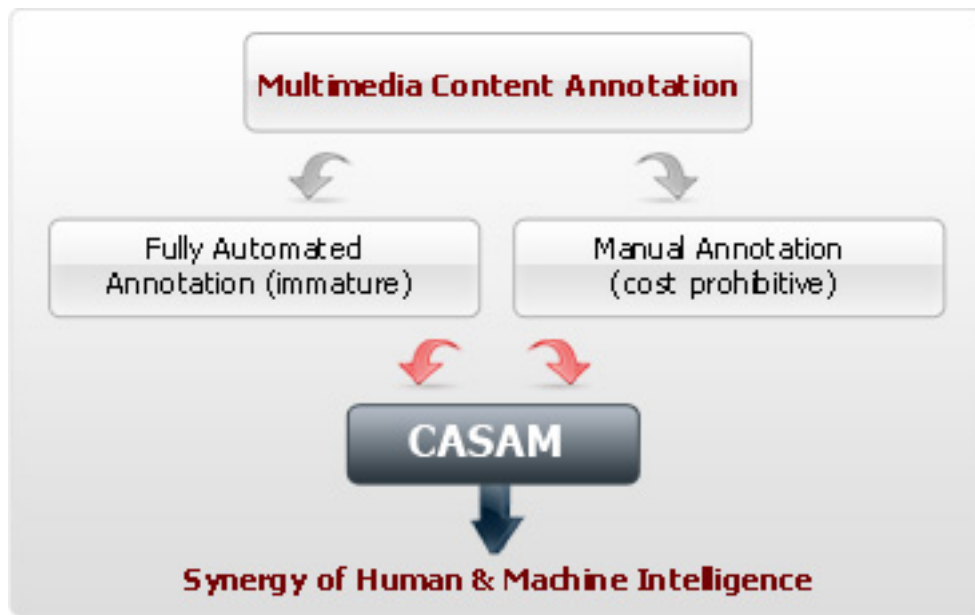 Multimedia Content Annotation
Fully Automated
Annotation (immature)
Manual Annotation
(cost prohibitive)
CASAM
Synergy of Human & Machine Intelligence